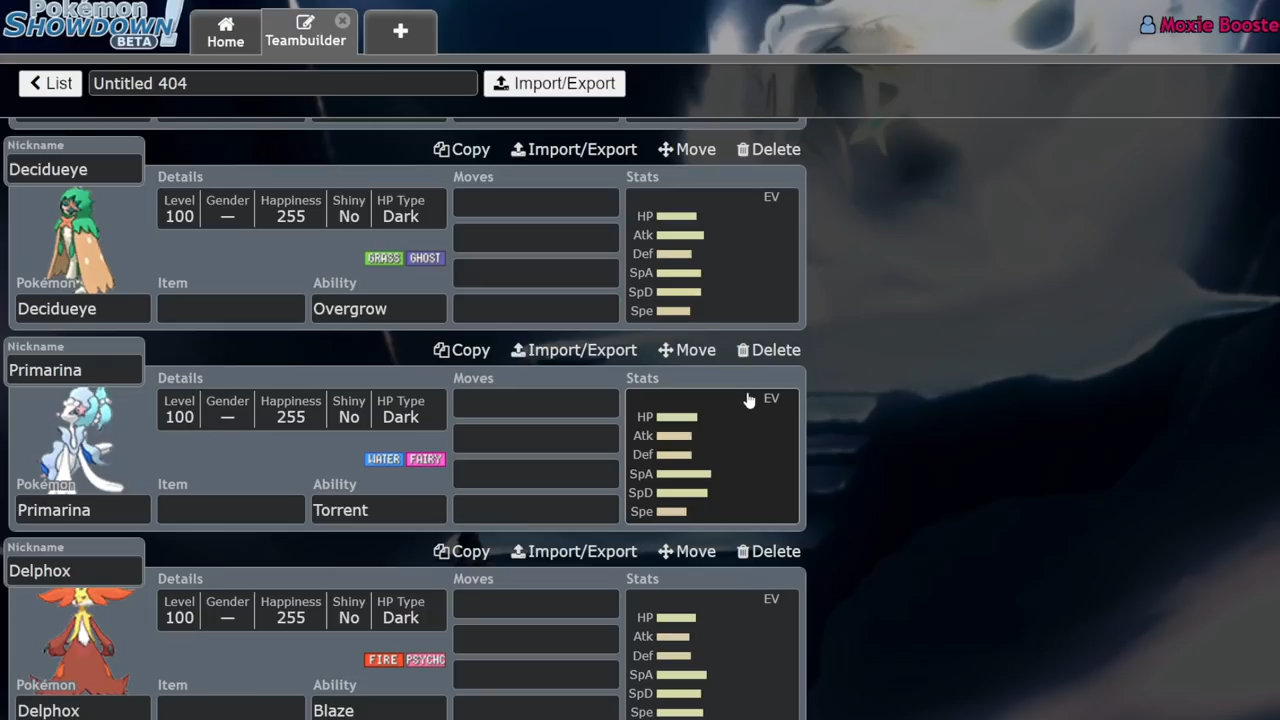 Pokémon
SHOWDOWN!
BETA
Home
Teambuilder
Moxie Booste
List
Untitled 404
Import/Export
Nickname
Decidueye
Copy
Import/Export
Move
Delete
Details
Moves
Stats
Level Gender Happiness Shiny HP Type
100 — 255 No Dark
EV
HP
Atk
Def
SpA
SpD
Spe
GRASS GHOST
Pokémon
Item
Ability
Decidueye
Overgrow
Nickname
Primarina
Copy
Import/Export
Move
Delete
Details
Moves
Stats
Level Gender Happiness Shiny HP Type
100 — 255 No Dark
EV
HP
Atk
Def
SpA
SpD
Spe
WATER FAIRY
Pokémon
Item
Ability
Primarina
Torrent
Nickname
Delphox
Copy
Import/Export
Move
Delete
Details
Moves
Stats
Level Gender Happiness Shiny HP Type
100 — 255 No Dark
EV
HP
Atk
Def
SpA
SpD
Spe
FIRE PSYCHC
Pokémon
Item
Ability
Delphox
Blaze